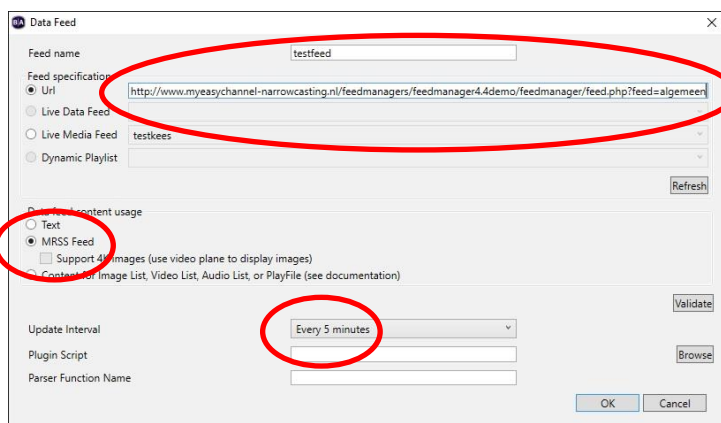 B:A Data Feed
Feed name testfeed
Feed specification
Url http://www.myeasychannel-narrowcasting.nl/feedmanagers/feedmanager4.4demo/feedmanager/feed.php?feed=algemeen
Live Data Feed
Live Media Feed testkees
Dynamic Playlist
Refresh
Data feed content usage
Text
MRSS Feed
Support 4K images (use video plane to display images)
Content for Image List, Video List, Audio List, or PlayFile (see documentation)
Validate
Update Interval Every 5 minutes
Plugin Script Browse
Parser Function Name
OK Cancel